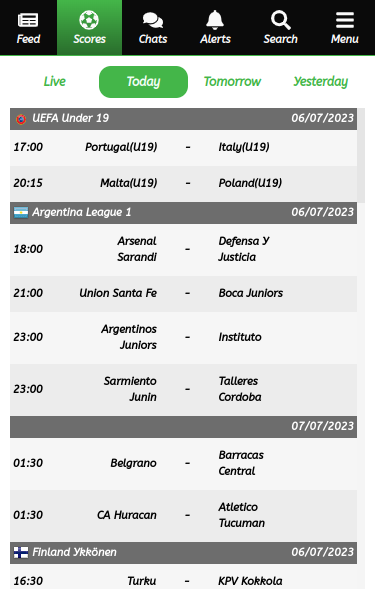 Feed Scores Chats Alerts Search Menu
Live Today Tomorrow Yesterday
UEFA Under 19 06/07/2023
17:00 Portugal(U19) - Italy(U19)
20:15 Malta(U19) - Poland(U19)
Argentina League 1 06/07/2023
18:00 Arsenal Sarandi - Defensa Y Justicia
21:00 Union Santa Fe - Boca Juniors
23:00 Argentinos Juniors - Instituto
23:00 Sarmiento Junin - Talleres Cordoba
07/07/2023
01:30 Belgrano - Barracas Central
01:30 CA Huracan - Atletico Tucuman
Finland Ykkönen 06/07/2023
16:30 Turku - KPV Kokkola